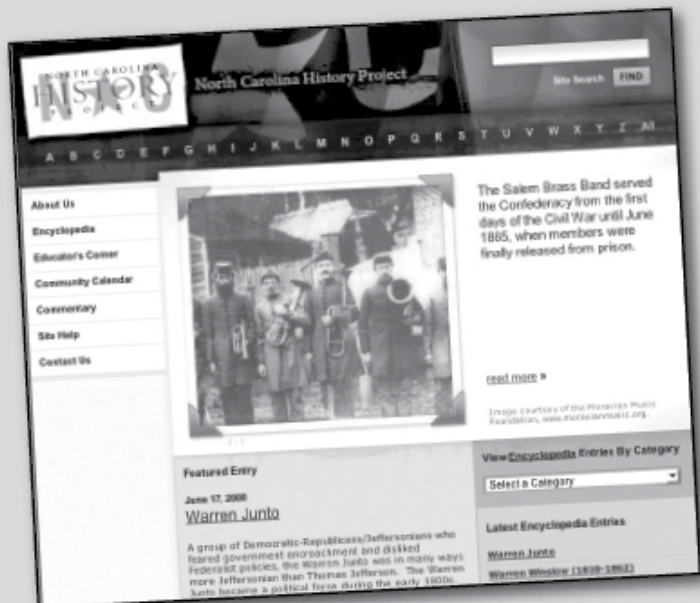 NORTH CAROLINA
HISTORY
PROJECT
North Carolina History Project
Site Search FIND
A B C D E F G H I J K L M N O P Q R S T U V W X Y Z All
About Us
Encyclopedia
Educator's Corner
Community Calendar
Commentary
Site Help
Contact Us
The Salem Brass Band served
the Confederacy from the first
days of the Civil War until June
1865, when members were
finally released from prison.
read more »
Image courtesy of the Moravian Music
Foundation, www.moravianmusic.org.
Featured Entry
June 17, 2008
Warren Junto
A group of Democratic-Republicans/Jeffersonians who
feared government encroachment and disliked
Federalist policies, the Warren Junto was in many ways
more Jeffersonian than Thomas Jefferson. The Warren
Junto became a political force during the early 1800s.
View Encyclopedia Entries By Category
Select a Category
Latest Encyclopedia Entries
Warren Junto
Warren Winslow (1810-1862)